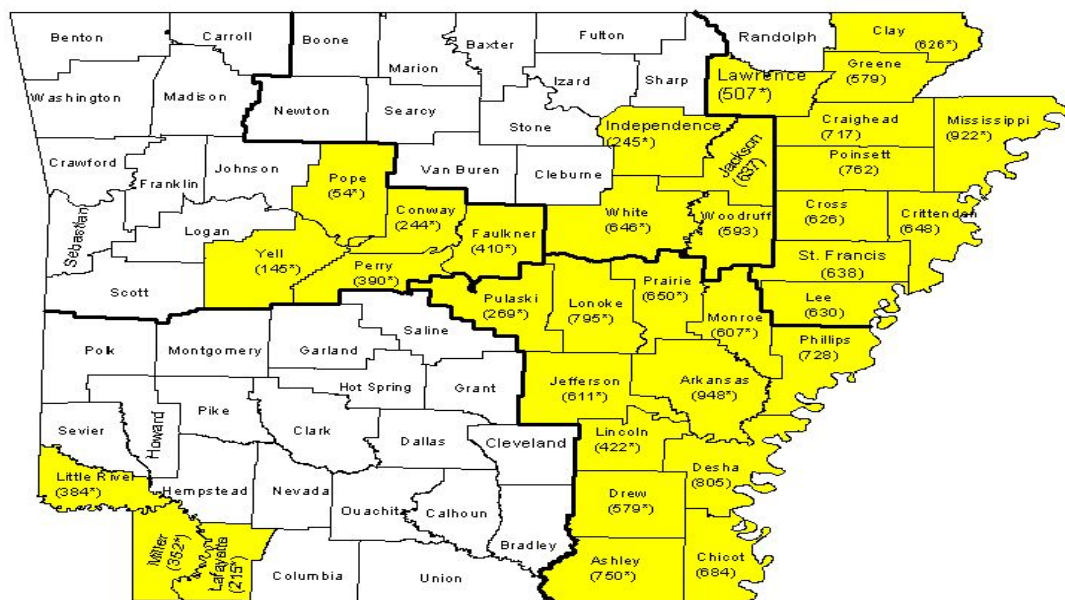 Benton
Carroll
Boone
Baxter
Fulton
Randolph
Clay
(626*)
Marion
Izard
Sharp
Lawrence
(507*)
Greene
(579)
Washington
Madison
Newton
Searcy
Stone
Independence
(245*)
Jackson
(637)
Craighead
(717)
Mississippi
(922*)
Poinsett
(762)
Crawford
Franklin
Johnson
Pope
(54*)
Van Buren
Cleburne
Conway
(244*)
White
(646*)
Woodruff
(593)
Cross
(626)
Crittenden
(648)
Sebastian
Logan
Yell
(145*)
Perry
(390*)
Faulkner
(410*)
St. Francis
(638)
Scott
Pulaski
(269*)
Lonoke
(795*)
Prairie
(650*)
Monroe
(607*)
Lee
(630)
Phillips
(728)
Polk
Montgomery
Garland
Saline
Hot Spring
Grant
Jefferson
(611*)
Arkansas
(948*)
Sevier
Howard
Pike
Clark
Dallas
Cleveland
Lincoln
(422*)
Desha
(805)
Little River
(384*)
Hempstead
Nevada
Ouachita
Calhoun
Bradley
Drew
(579*)
Miller
(352*)
Lafayette
(215*)
Columbia
Union
Ashley
(750*)
Chicot
(684)